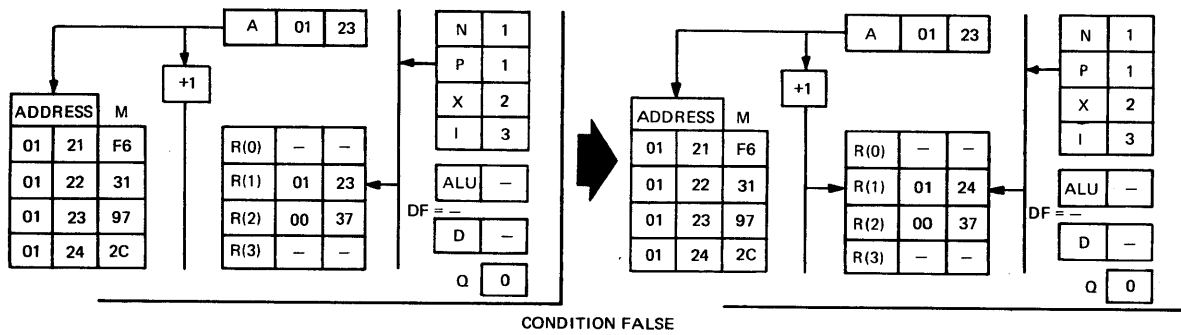 A 01 23
N 1
P 1
X 2
I 3
+1
ADDRESS M
01 21 F6
01 22 31
01 23 97
01 24 2C
R(0) – –
R(1) 01 23
R(2) 00 37
R(3) – –
ALU –
DF = –
D –
Q 0
A 01 23
N 1
P 1
X 2
I 3
+1
ADDRESS M
01 21 F6
01 22 31
01 23 97
01 24 2C
R(0) – –
R(1) 01 24
R(2) 00 37
R(3) – –
ALU –
DF = –
D –
Q 0
CONDITION FALSE